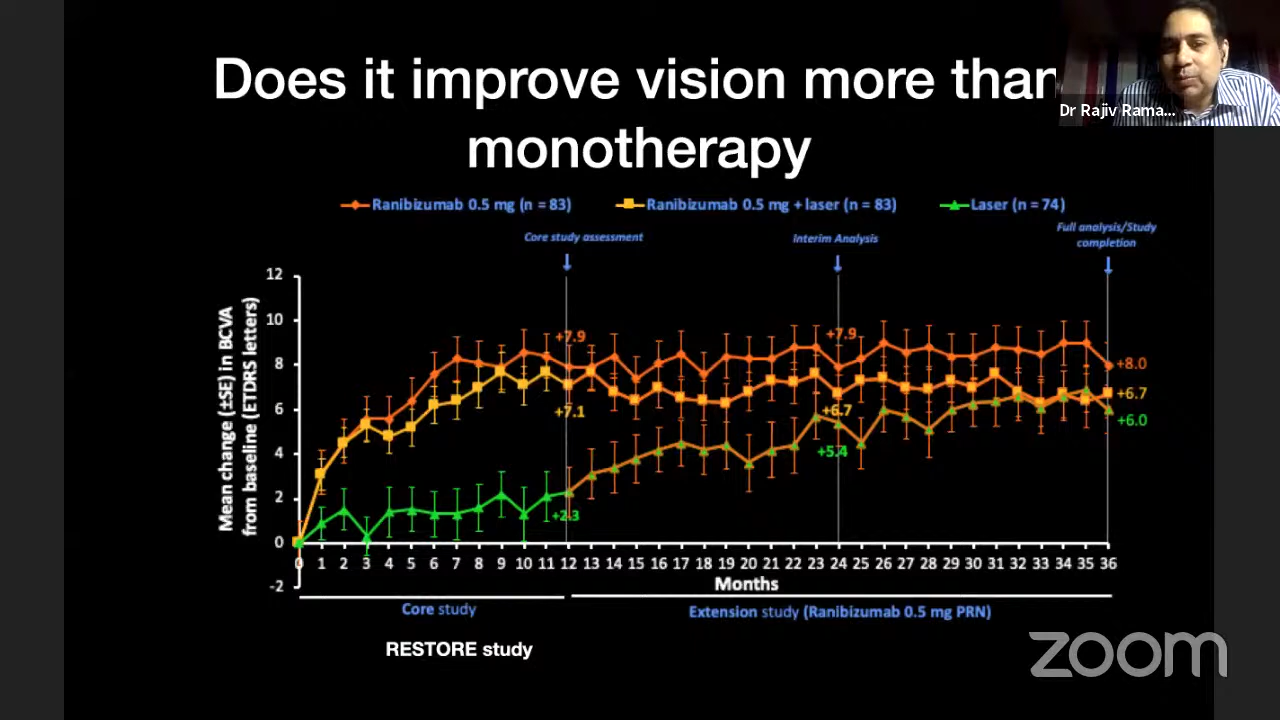 Does it improve vision more than
monotherapy
Dr Rajiv Rama...
Ranibizumab 0.5 mg (n = 83)
Ranibizumab 0.5 mg + laser (n = 83)
Laser (n = 74)
Core study assessment
Interim Analysis
Full analysis/Study
completion
Mean change (±SE) in BCVA
from baseline (ETDRS letters)
12
10
8
6
4
2
0
-2
+7.9
+7.1
+2.3
+7.9
+6.7
+5.4
+8.0
+6.7
+6.0
0 1 2 3 4 5 6 7 8 9 10 11 12 13 14 15 16 17 18 19 20 21 22 23 24 25 26 27 28 29 30 31 32 33 34 35 36
Months
Core study
Extension study (Ranibizumab 0.5 mg PRN)
RESTORE study
zoom